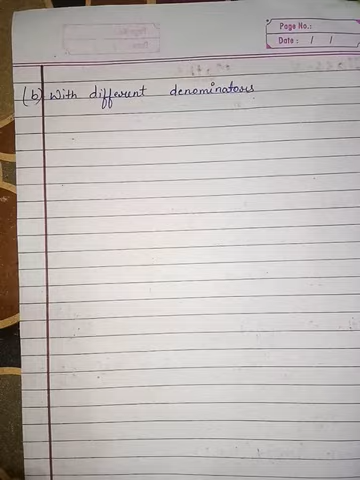 Page No.:
Date: / /
(b) With different denominators